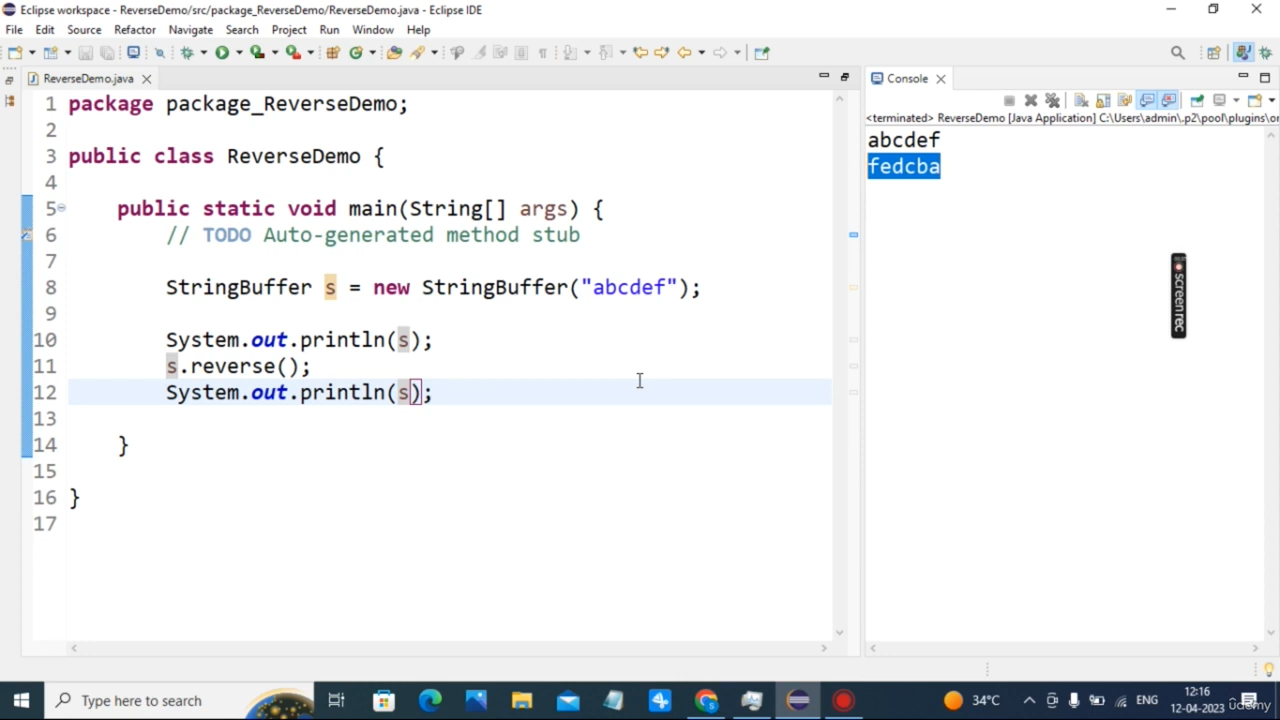 Eclipse workspace - ReverseDemo/src/package_ReverseDemo/ReverseDemo.java - Eclipse IDE
File Edit Source Refactor Navigate Search Project Run Window Help
ReverseDemo.java
1 package package_ReverseDemo;
2
3 public class ReverseDemo {
4
5 public static void main(String[] args) {
6 // TODO Auto-generated method stub
7
8 StringBuffer s = new StringBuffer("abcdef");
9
10 System.out.println(s);
11 s.reverse();
12 System.out.println(s);
13
14 }
15
16 }
17
Console
<terminated> ReverseDemo [Java Application] C:\Users\admin\.p2\pool\plugins\or
abcdef
fedcba
screenrec
Type here to search
34°C
ENG
12:16
12-04-2023
udemy